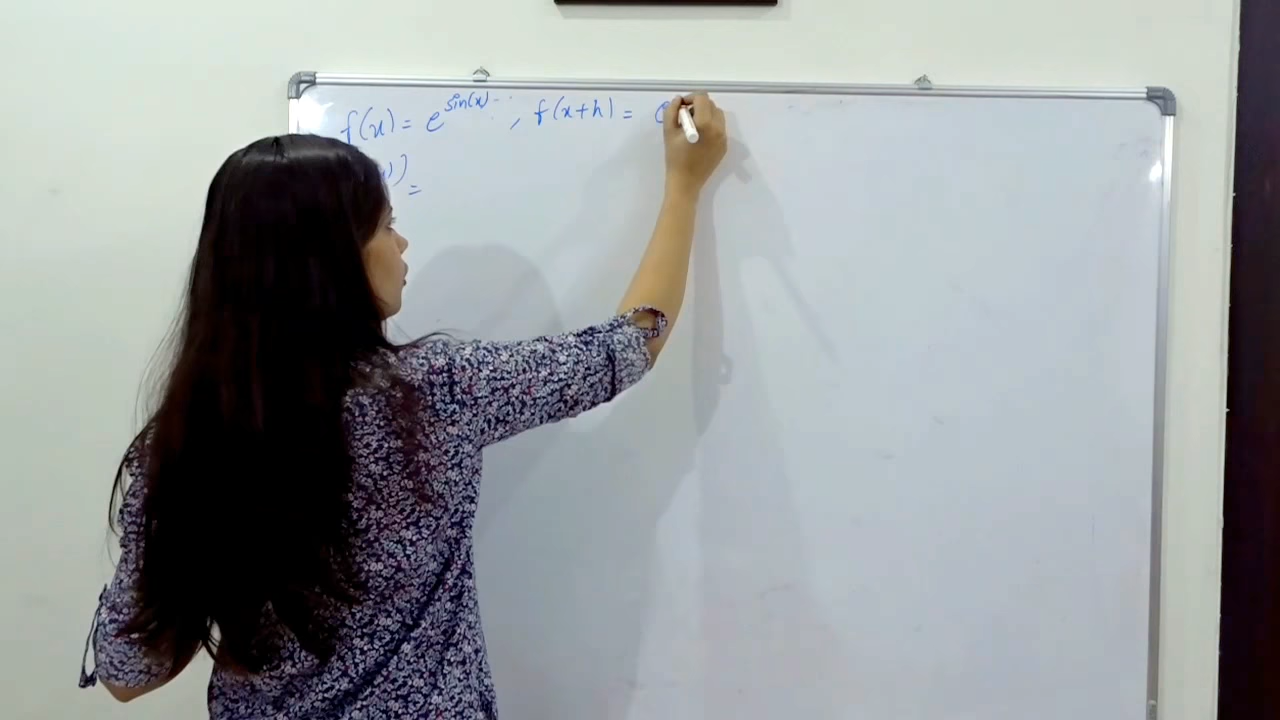 f(x) = e^sin(x) , f(x+h) = e
=